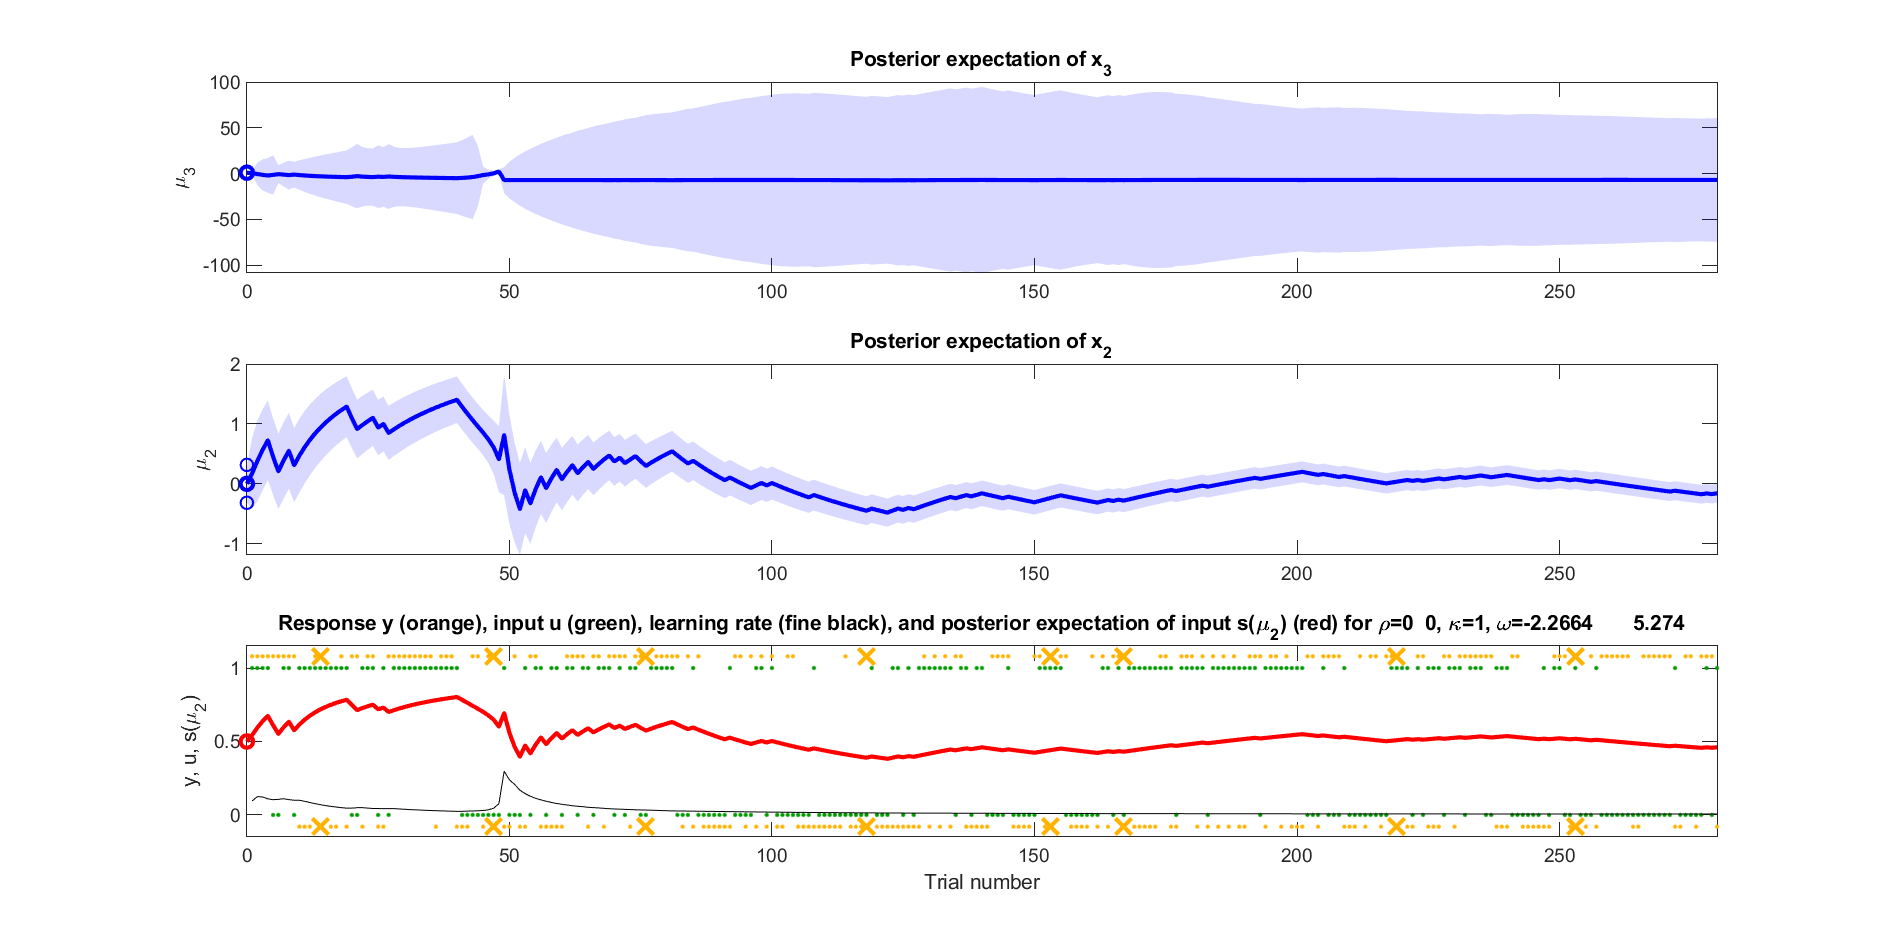 Posterior expectation of x3
100
50
0
-50
-100
μ3
0 50 100 150 200 250
Posterior expectation of x2
2
1
0
-1
μ2
0 50 100 150 200 250
Response y (orange), input u (green), learning rate (fine black), and posterior expectation of input s(μ2) (red) for ρ=0 0, κ=1, ω=-2.2664 5.274
1
0.5
0
y, u, s(μ2)
0 50 100 150 200 250
Trial number